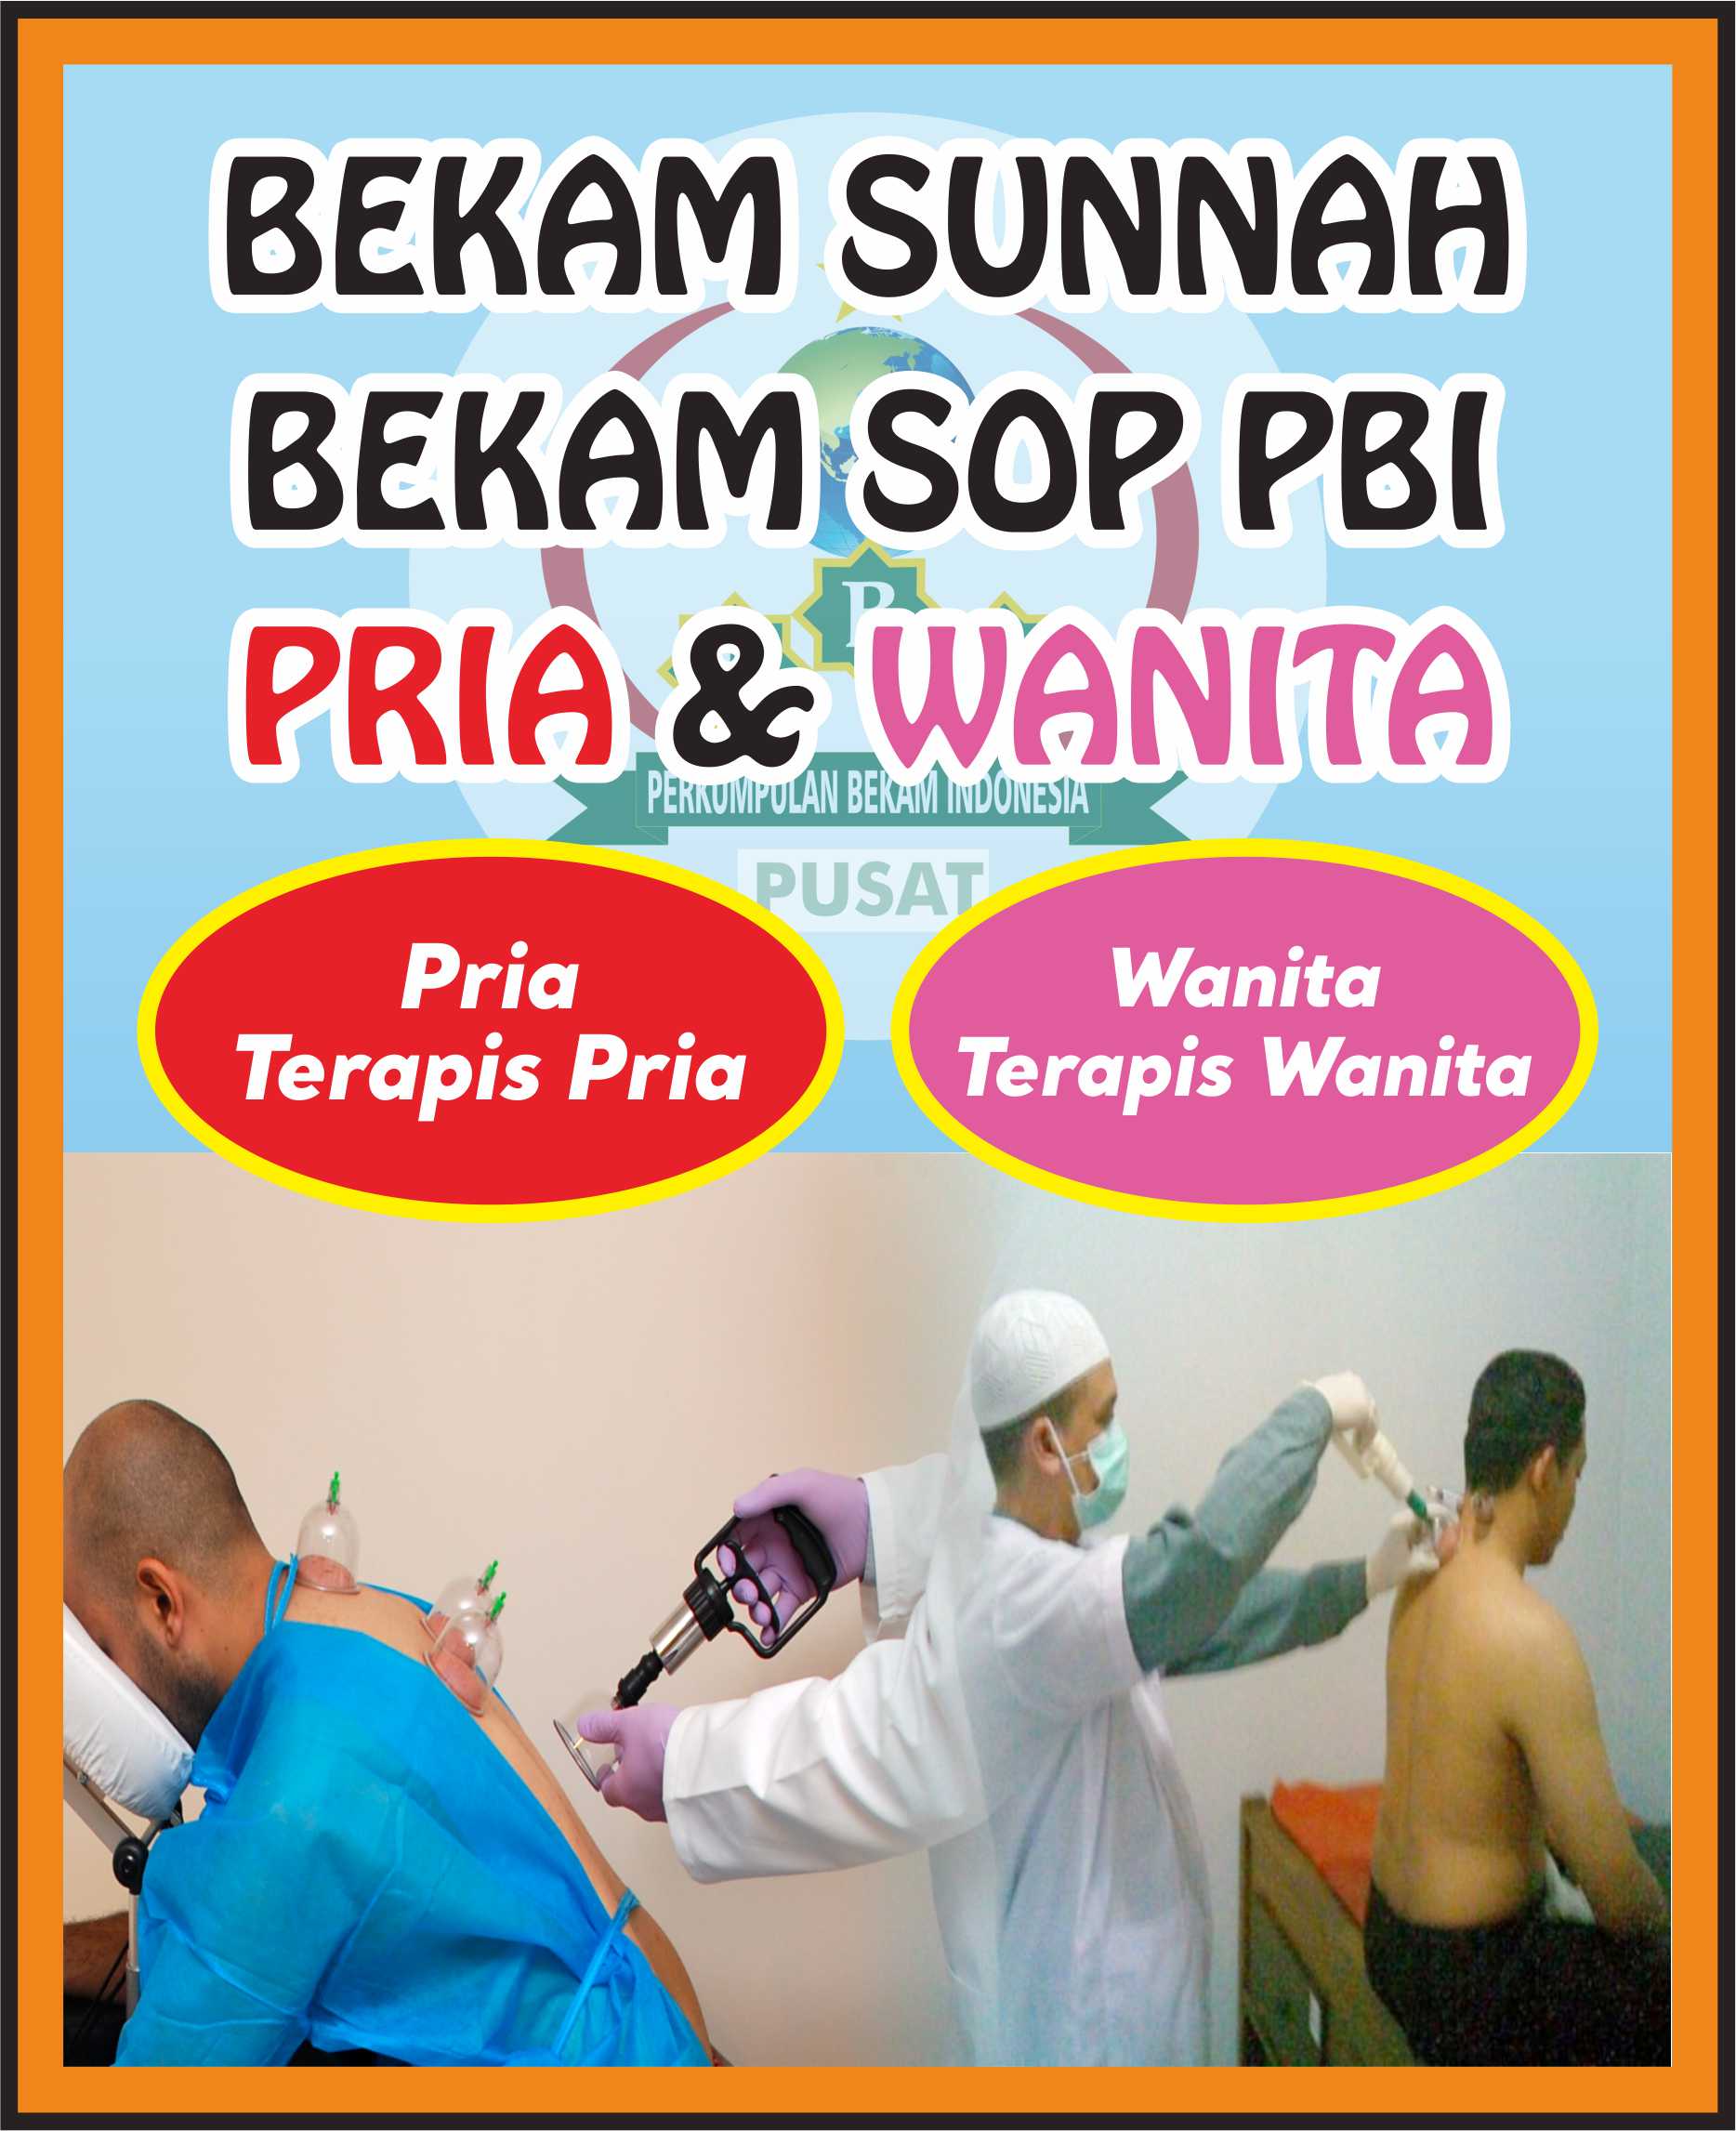 BEKAM SUNNAH
BEKAM SOP PBI
PRIA & WANITA
PERKUMPULAN BEKAM INDONESIA
PUSAT
Pria
Terapis Pria
Wanita
Terapis Wanita